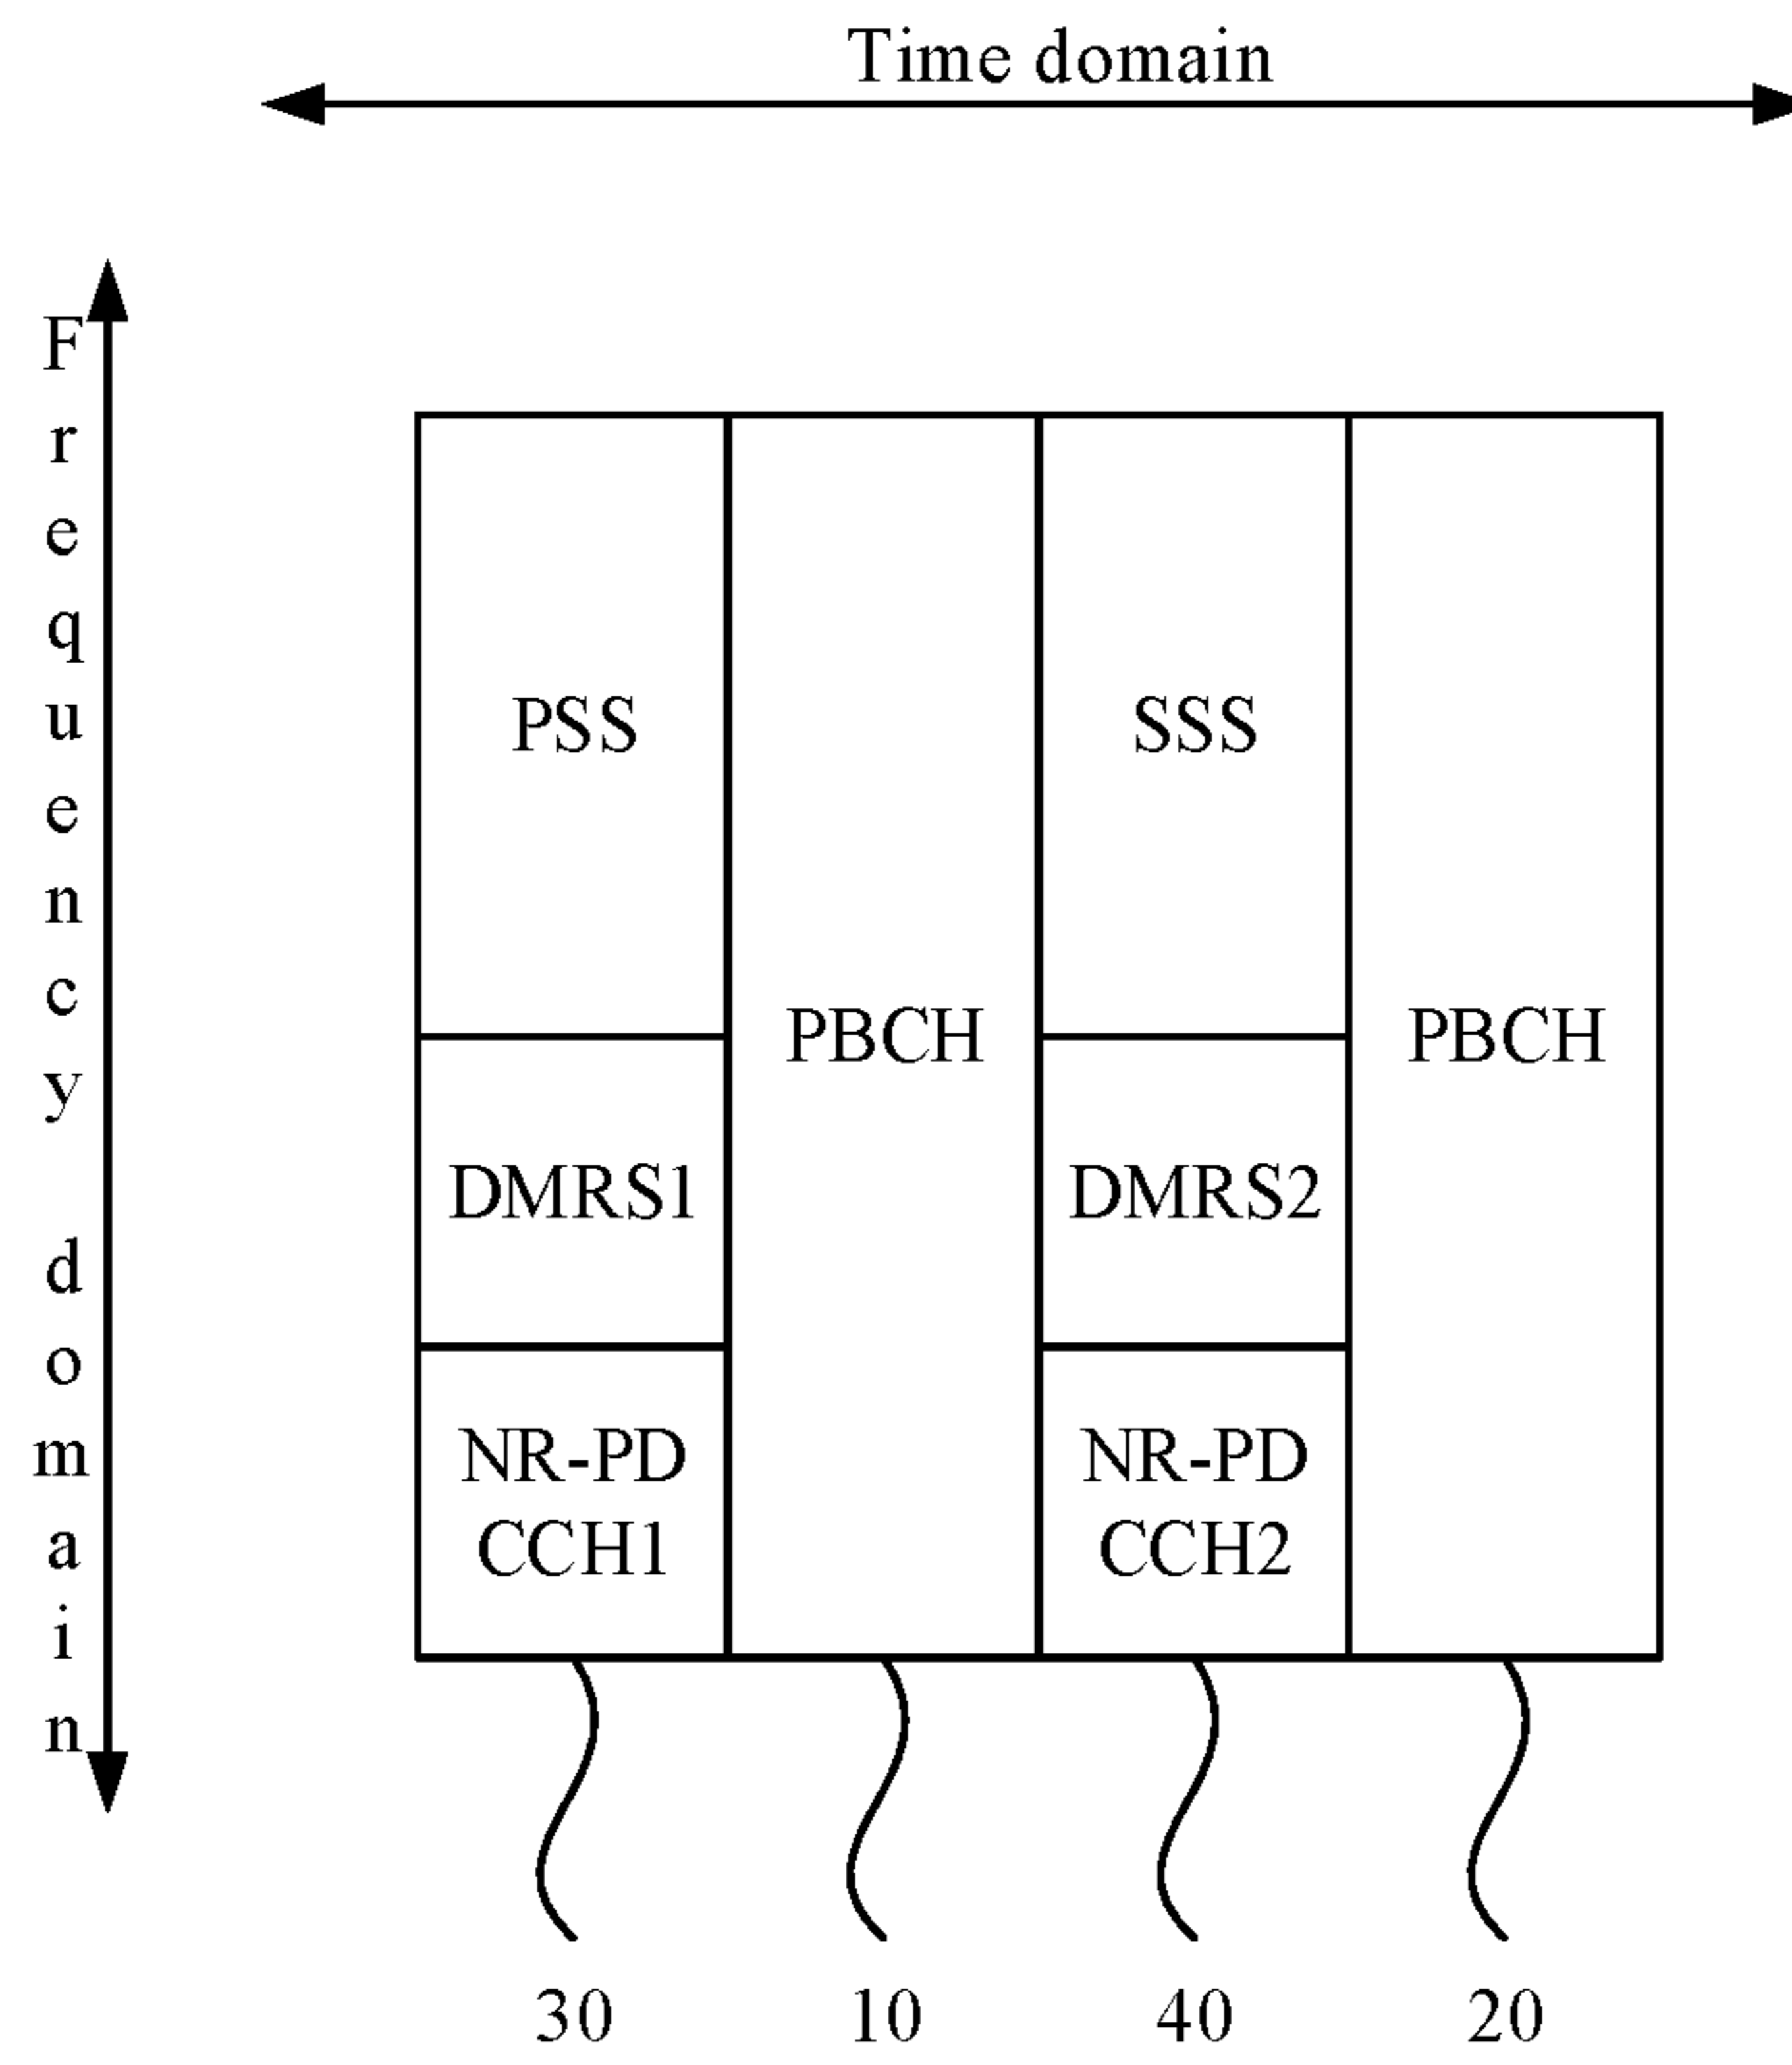 Time domain
Frequency domain
PSS
SSS
PBCH
PBCH
DMRS1
DMRS2
NR-PD
CCH1
NR-PD
CCH2
30
10
40
20